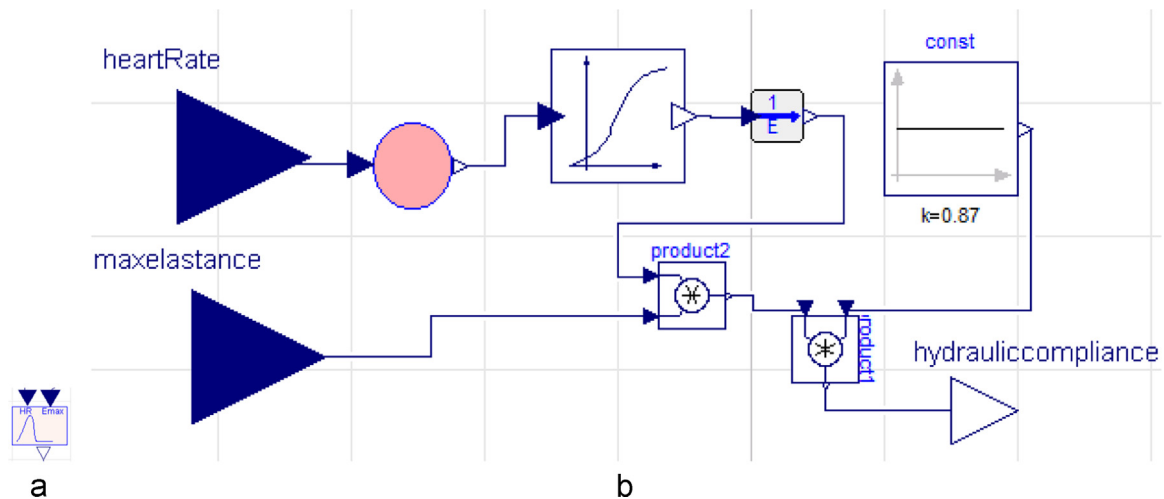 heartRate
const
1
E
k=0.87
maxelastance
product2
roduct1
hydrauliccompliance
HR Emax
a
b